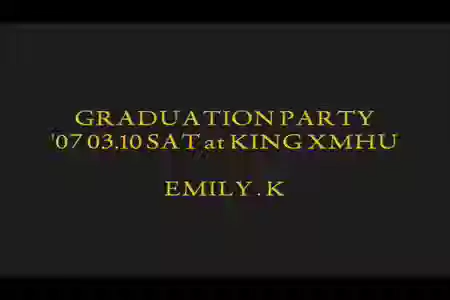 GRADUATION PARTY
'07 03.10 SAT at KING XMHU
EMILY . K